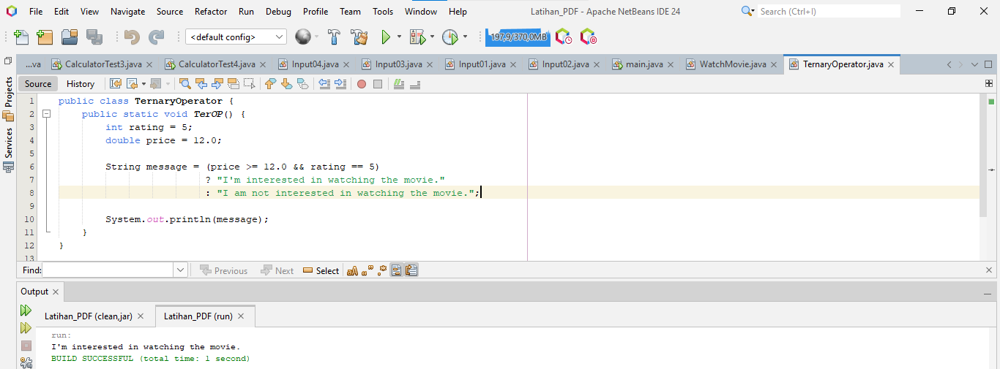 File Edit View Navigate Source Refactor Run Debug Profile Team Tools Window Help Latihan_PDF - Apache NetBeans IDE 24 Search (Ctrl+I)
<default config> 197,9/370,0MB
...va CalculatorTest3.java CalculatorTest4.java Input04.java Input03.java Input01.java Input02.java main.java WatchMovie.java TernaryOperator.java
Projects
Services
Source History
1 public class TernaryOperator {
2 public static void TerOP() {
3 int rating = 5;
4 double price = 12.0;
5
6 String message = (price >= 12.0 && rating == 5)
7 ? "I'm interested in watching the movie."
8 : "I am not interested in watching the movie.";
9
10 System.out.println(message);
11 }
12 }
13
Find: Previous Next Select
Output
Latihan_PDF (clean,jar) Latihan_PDF (run)
run:
I'm interested in watching the movie.
BUILD SUCCESSFUL (total time: 1 second)